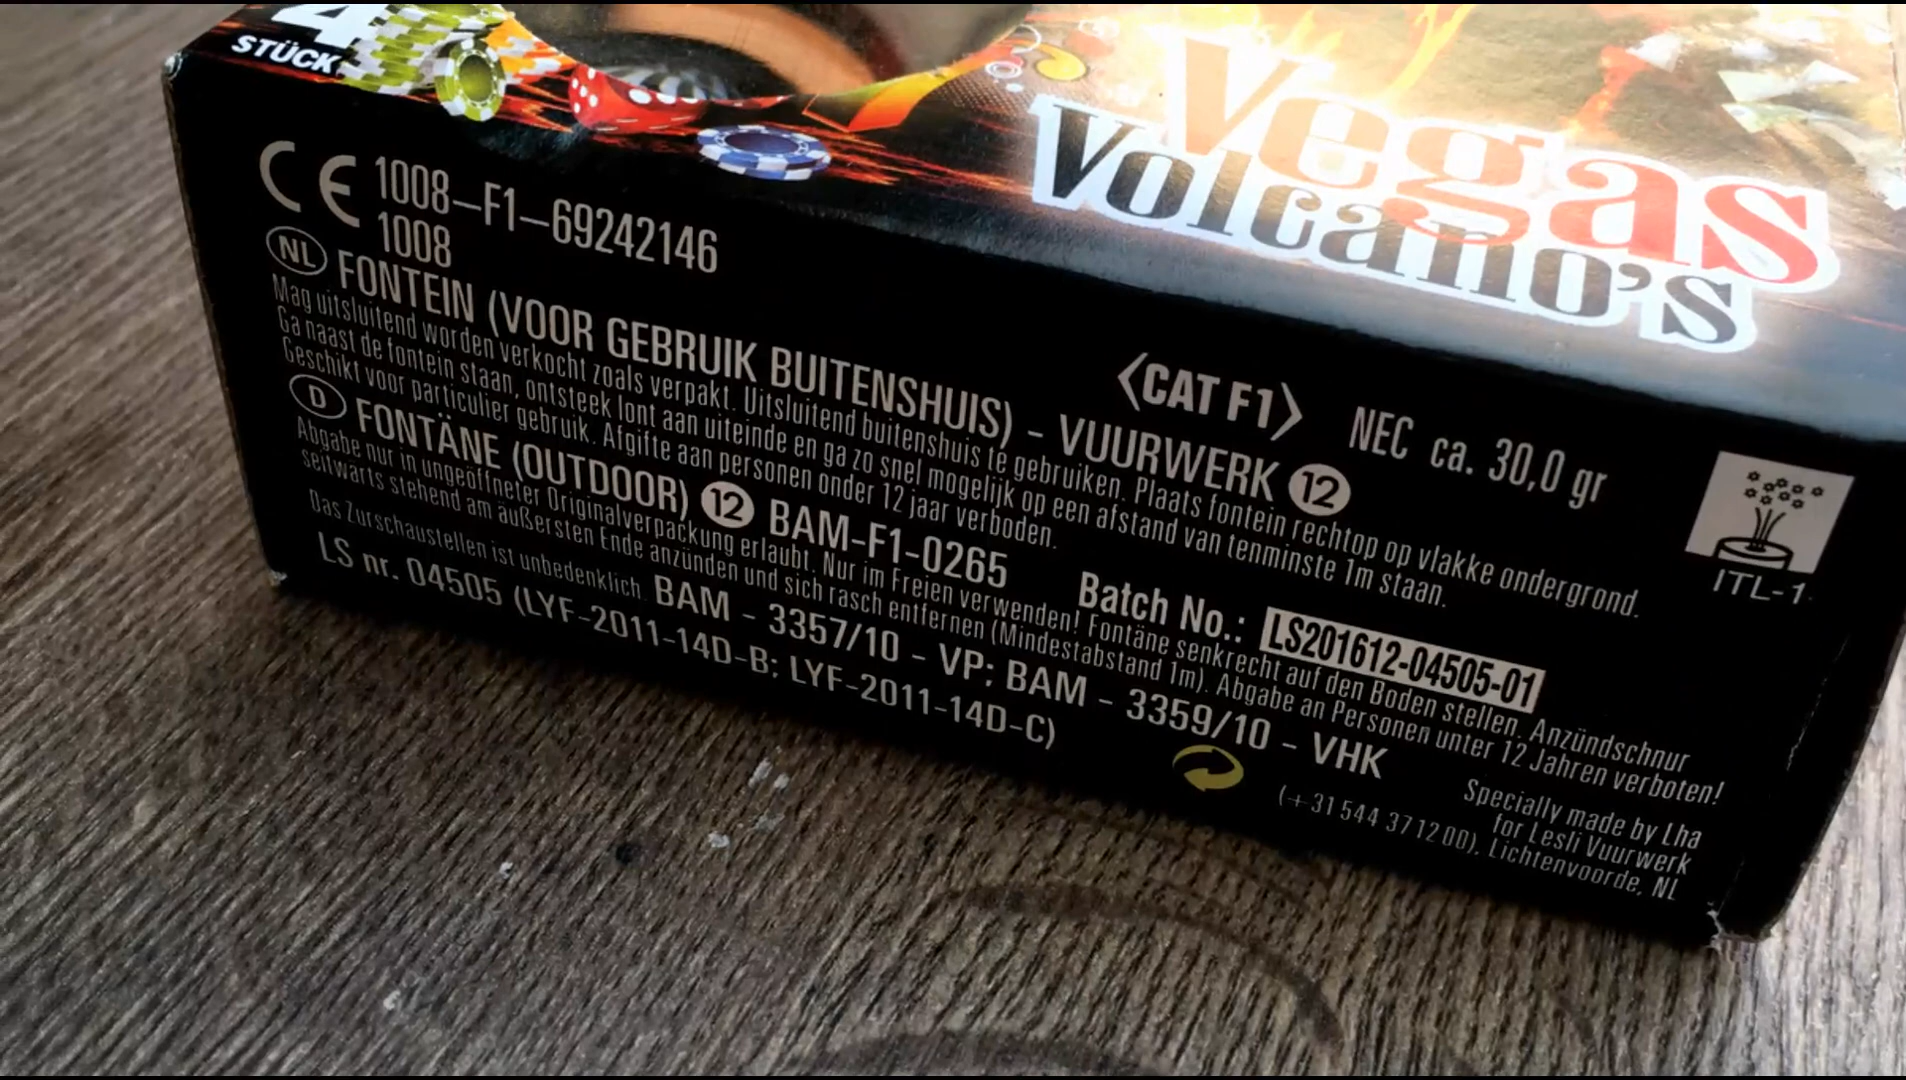 4
STÜCK
Vegas
Volcano's
CE 1008-F1-69242146
1008
NL FONTEIN (VOOR GEBRUIK BUITENSHUIS) - VUURWERK 12
<CAT F1> NEC ca. 30,0 gr
Mag uitsluitend worden verkocht zoals verpakt. Uitsluitend buitenshuis te gebruiken. Plaats fontein rechtop op vlakke ondergrond.
Ga naast de fontein staan, ontsteek lont aan uiteinde en ga zo snel mogelijk op een afstand van tenminste 1m staan.
Geschikt voor particulier gebruik. Afgifte aan personen onder 12 jaar verboden.
ITL-1
D FONTÄNE (OUTDOOR) 12 BAM-F1-0265 Batch No.: LS201612-04505-01
Abgabe nur in ungeöffneter Originalverpackung erlaubt. Nur im Freien verwenden! Fontäne senkrecht auf den Boden stellen. Anzündschnur
seitwärts stehend am äußersten Ende anzünden und sich rasch entfernen (Mindestabstand 1m). Abgabe an Personen unter 12 Jahren verboten!
Das Zurschaustellen ist unbedenklich. BAM - 3357/10 - VP: BAM - 3359/10 - VHK
LS nr. 04505 (LYF-2011-14D-B; LYF-2011-14D-C)
Specially made by Lha
for Lesli Vuurwerk
(+31 544 37 12 00), Lichtenvoorde, NL